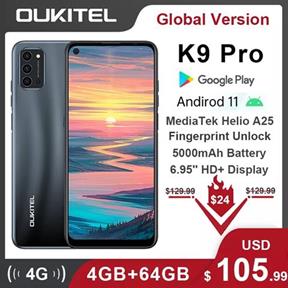 OUKITEL
Global Version
K9 Pro
Google Play
Android 11
MediaTek Helio A25
Fingerprint Unlock
5000mAh Battery
6.95" HD+ Display
$129.99
$129.99
$24
OUKITEL
4G
4GB+64GB
USD
$ 105.99